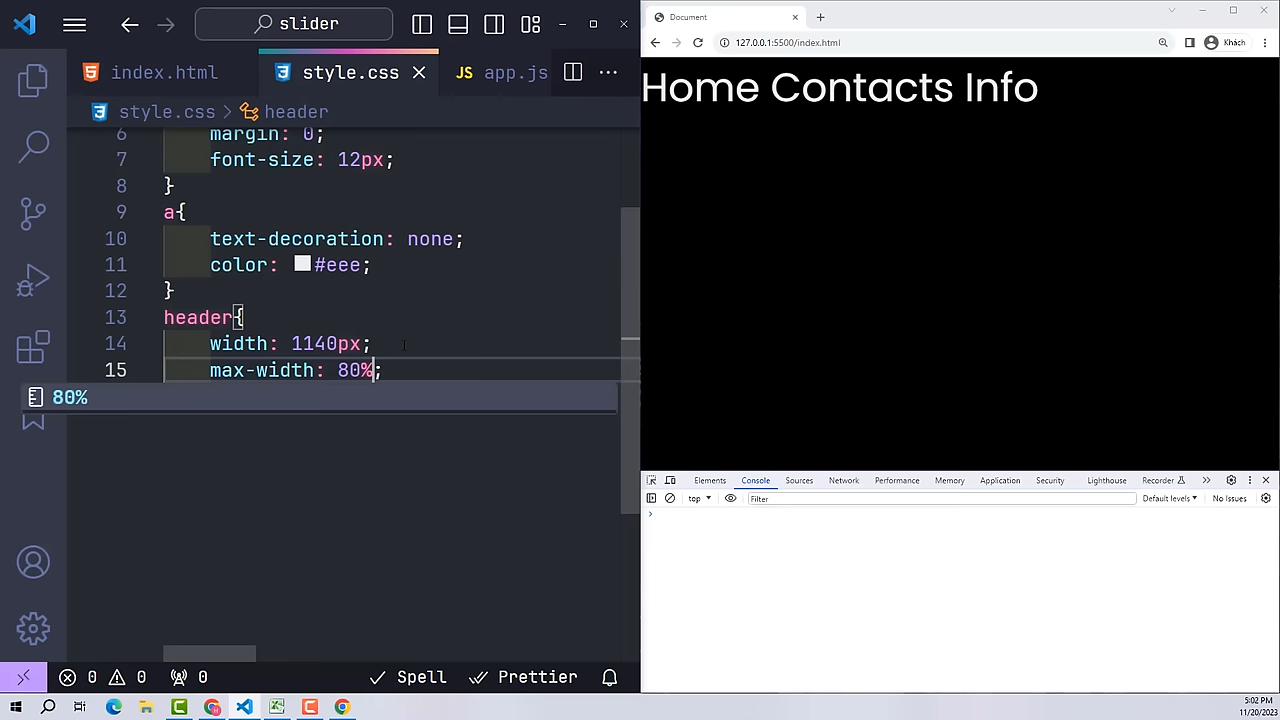 slider
index.html
style.css
JS app.js
style.css > header
6 margin: 0;
7 font-size: 12px;
8 }
9 a{
10 text-decoration: none;
11 color: #eee;
12 }
13 header{
14 width: 1140px;
15 max-width: 80%;
80%
0 0 0
Spell
Prettier
Document
127.0.0.1:5500/index.html
Khách
Home Contacts Info
Elements Console Sources Network Performance Memory Application Security Lighthouse Recorder
top
Filter
Default levels
No Issues
5:02 PM
11/20/2023